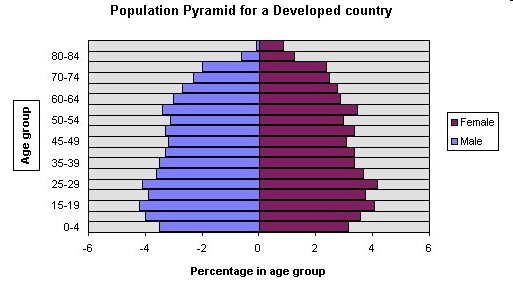 Population Pyramid for a Developed country
80-84
70-74
60-64
50-54
45-49
35-39
25-29
15-19
0-4
Age group
Female
Male
-6 -4 -2 0 2 4 6
Percentage in age group